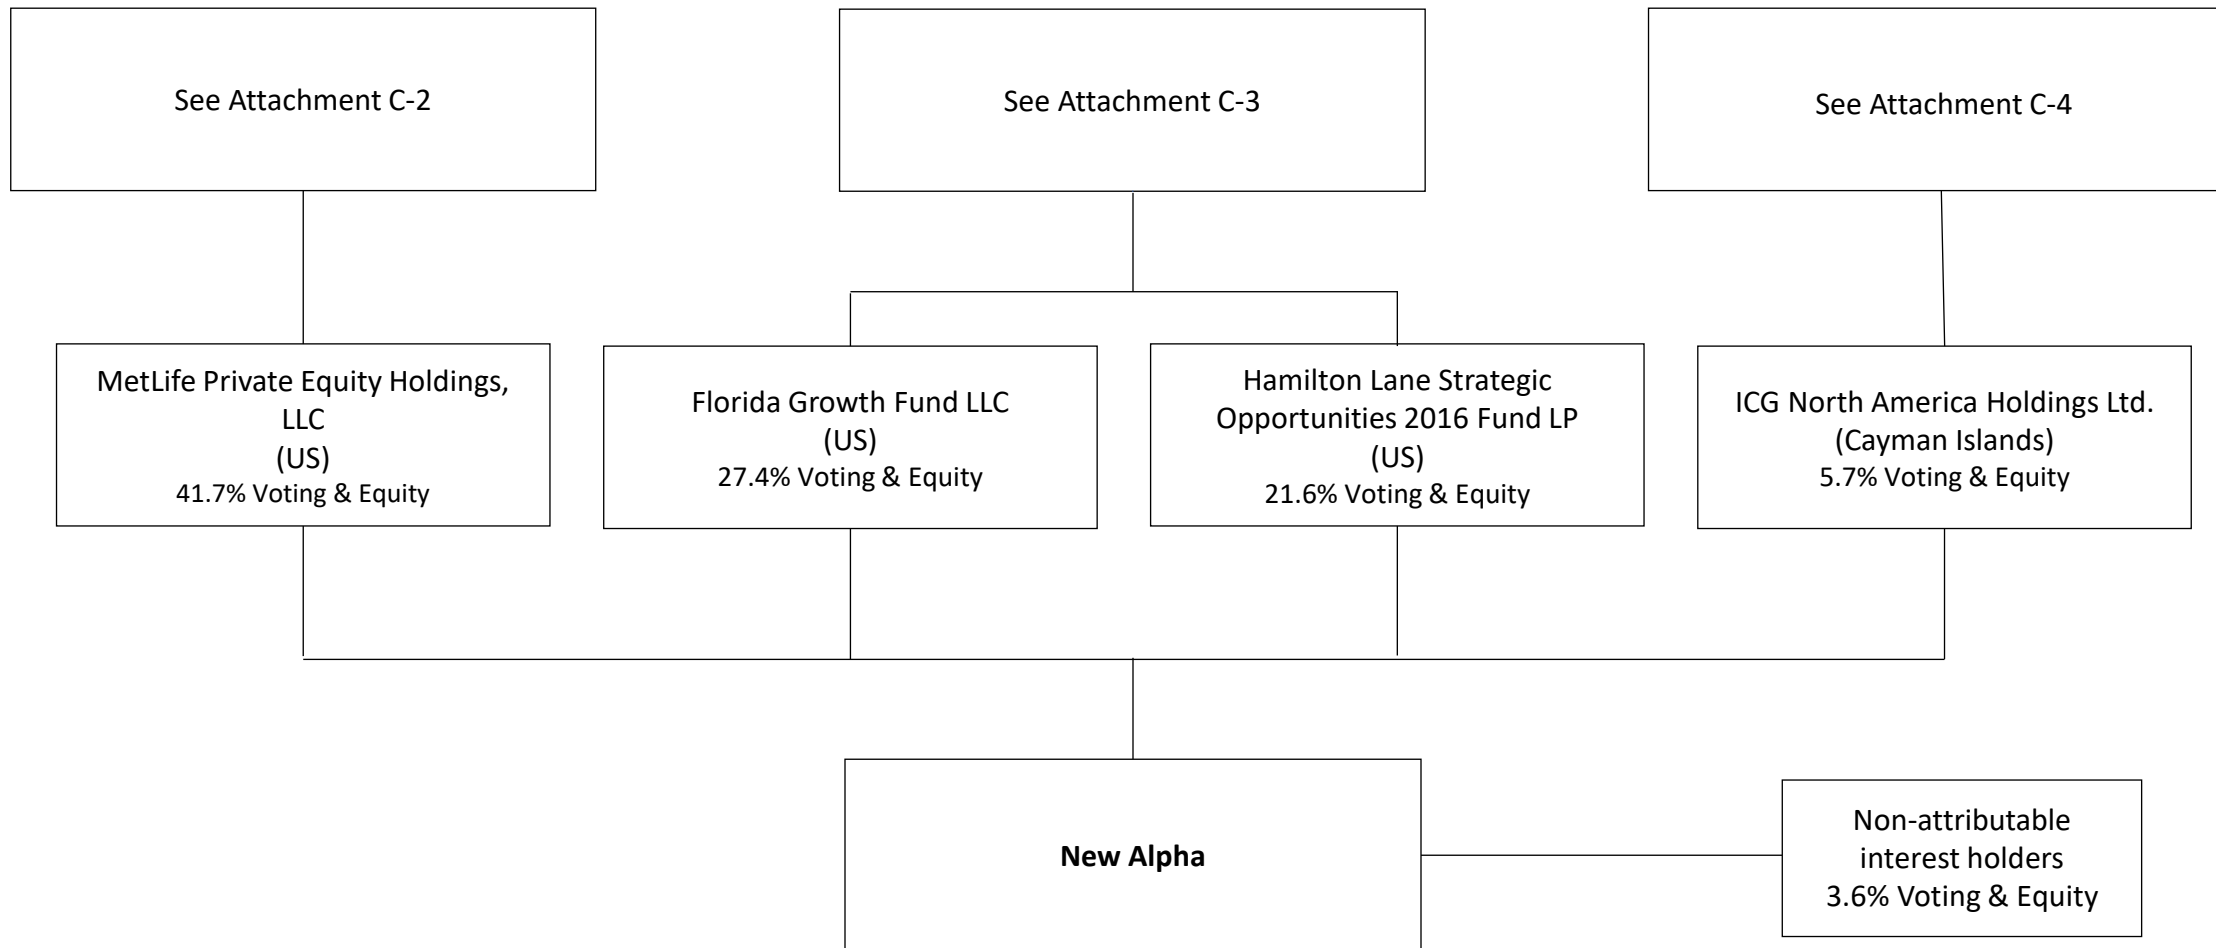 See Attachment C-2
See Attachment C-3
See Attachment C-4
MetLife Private Equity Holdings,
LLC
(US)
41.7% Voting & Equity
Florida Growth Fund LLC
(US)
27.4% Voting & Equity
Hamilton Lane Strategic
Opportunities 2016 Fund LP
(US)
21.6% Voting & Equity
ICG North America Holdings Ltd.
(Cayman Islands)
5.7% Voting & Equity
New Alpha
Non-attributable
interest holders
3.6% Voting & Equity